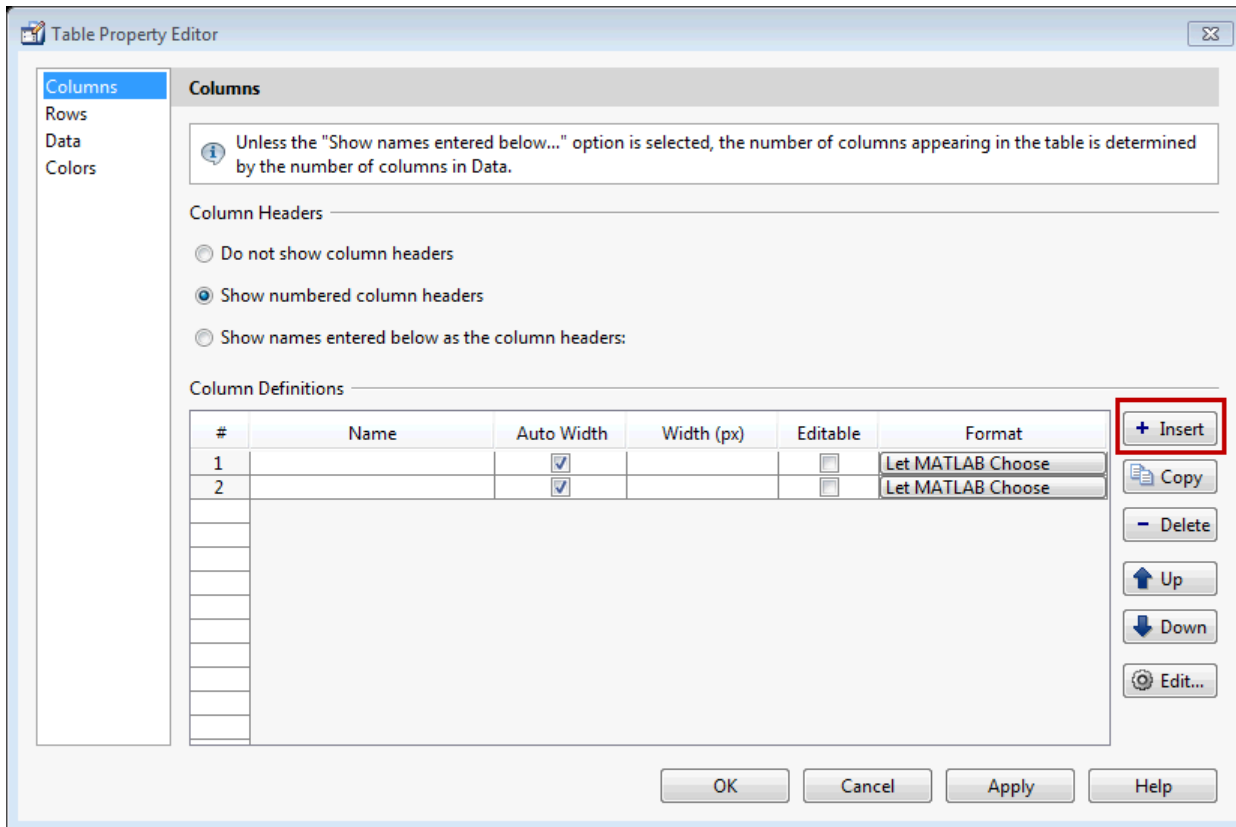 Table Property Editor
Columns
Rows
Data
Colors
Columns
Unless the "Show names entered below..." option is selected, the number of columns appearing in the table is determined
by the number of columns in Data.
Column Headers
Do not show column headers
Show numbered column headers
Show names entered below as the column headers:
Column Definitions
# Name Auto Width Width (px) Editable Format
1 Let MATLAB Choose
2 Let MATLAB Choose
+ Insert
Copy
- Delete
Up
Down
Edit...
OK Cancel Apply Help